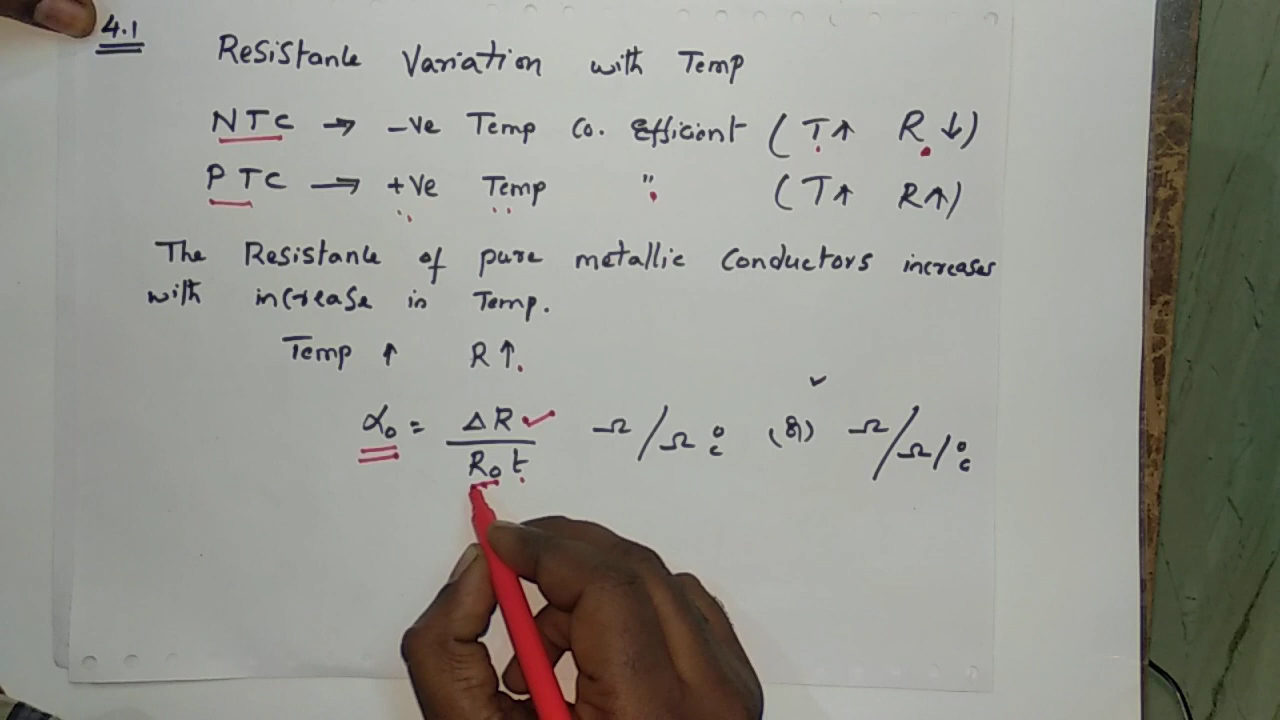 4.1
Resistance Variation with Temp
NTC → -ve Temp Co. Efficient ( T↑ R↓)
PTC → +ve Temp " ( T↑ R↑)
The Resistance of pure metallic Conductors increases
with increase in Temp.
Temp ↑ R↑.
α₀ = ΔR / R₀t Ω/Ω °c (or) Ω/Ω/°c